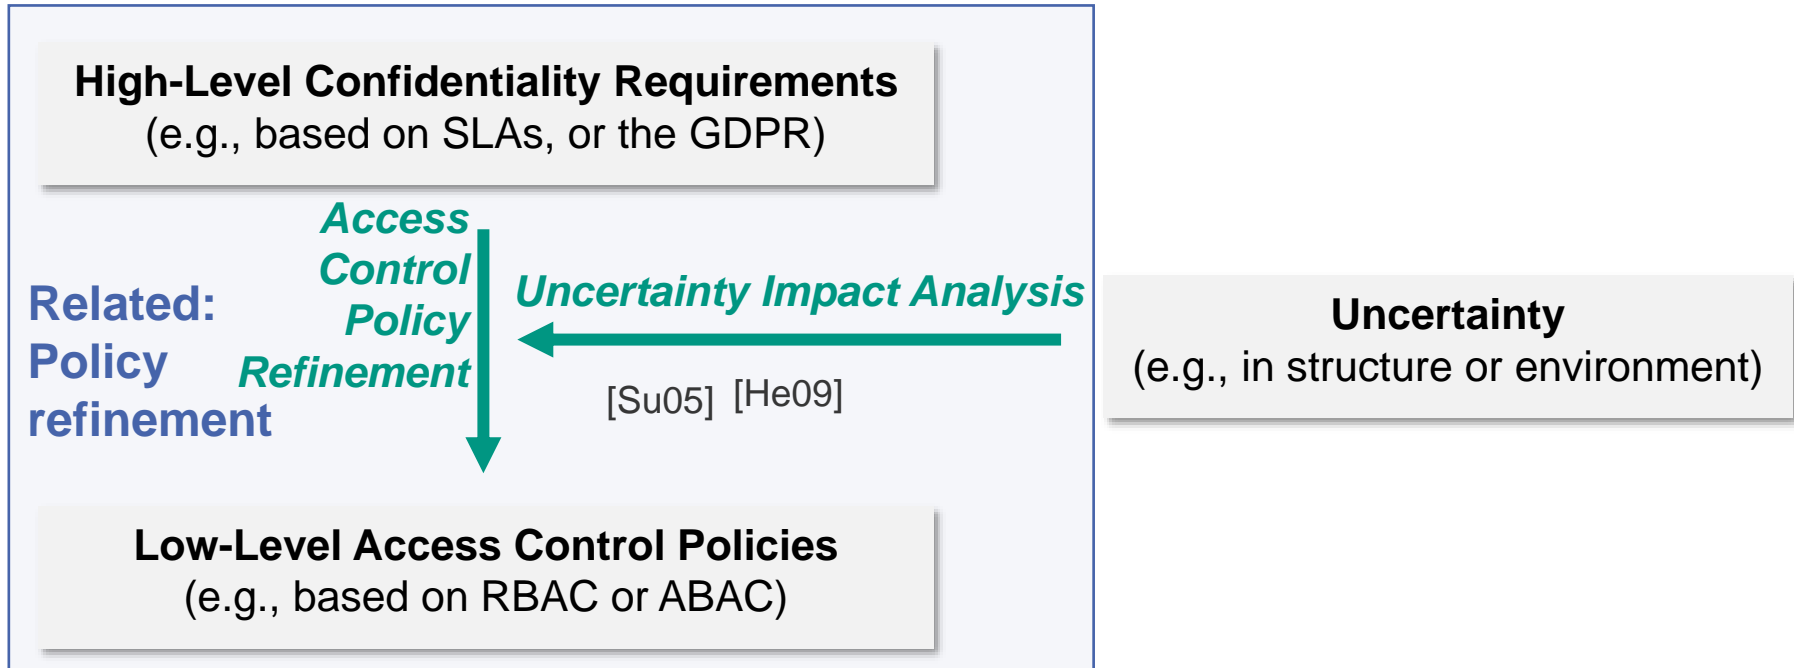 High-Level Confidentiality Requirements
(e.g., based on SLAs, or the GDPR)
Access
Control
Policy
Refinement
Related:
Policy
refinement
Uncertainty Impact Analysis
[Su05] [He09]
Uncertainty
(e.g., in structure or environment)
Low-Level Access Control Policies
(e.g., based on RBAC or ABAC)